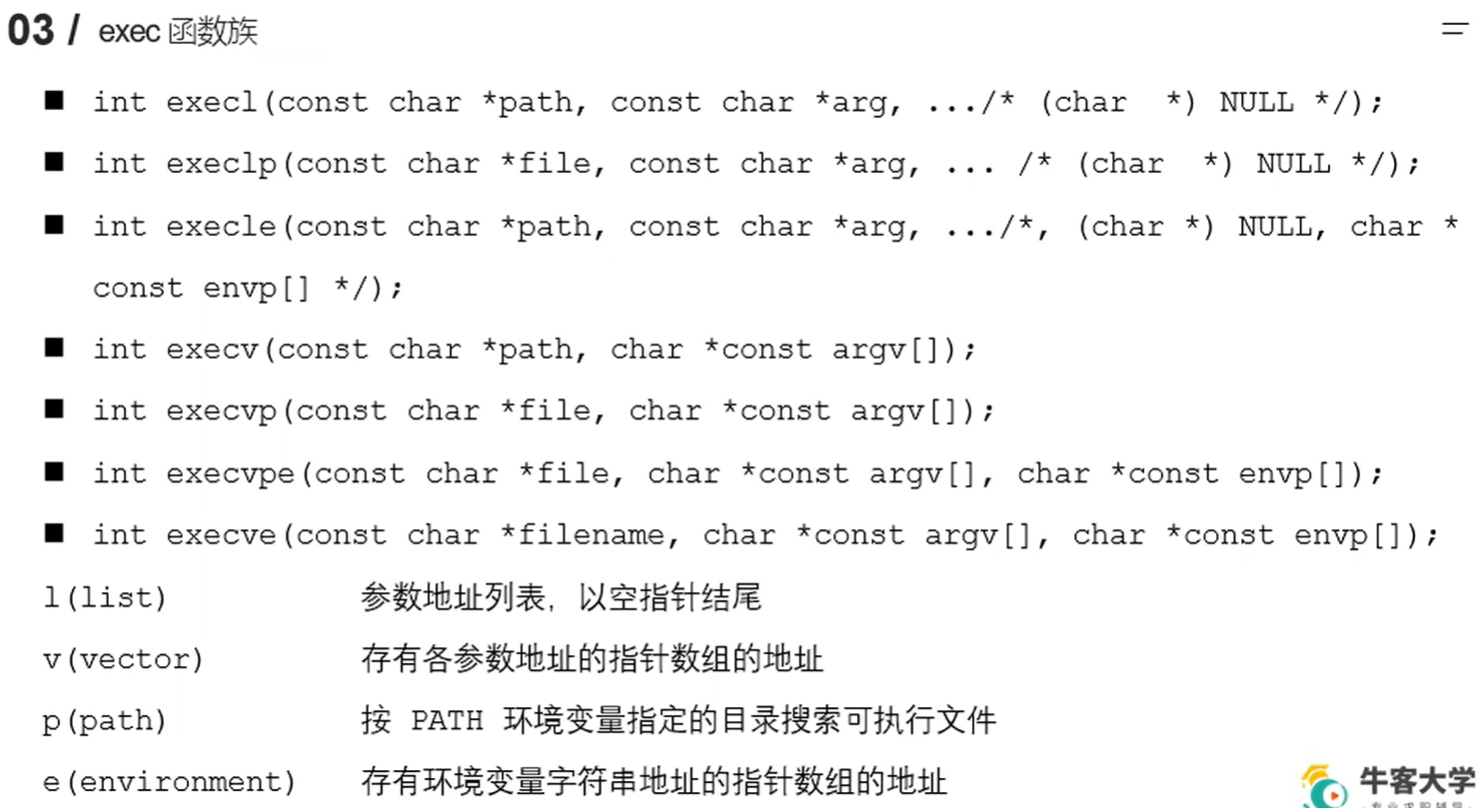 03 / exec 函数族
■ int execl(const char *path, const char *arg, .../* (char  *) NULL */);
■ int execlp(const char *file, const char *arg, ... /* (char  *) NULL */);
■ int execle(const char *path, const char *arg, .../*, (char *) NULL, char *
const envp[] */);
■ int execv(const char *path, char *const argv[]);
■ int execvp(const char *file, char *const argv[]);
■ int execvpe(const char *file, char *const argv[], char *const envp[]);
■ int execve(const char *filename, char *const argv[], char *const envp[]);
l(list) 参数地址列表，以空指针结尾
v(vector) 存有各参数地址的指针数组的地址
p(path) 按 PATH 环境变量指定的目录搜索可执行文件
e(environment) 存有环境变量字符串地址的指针数组的地址
牛客大学